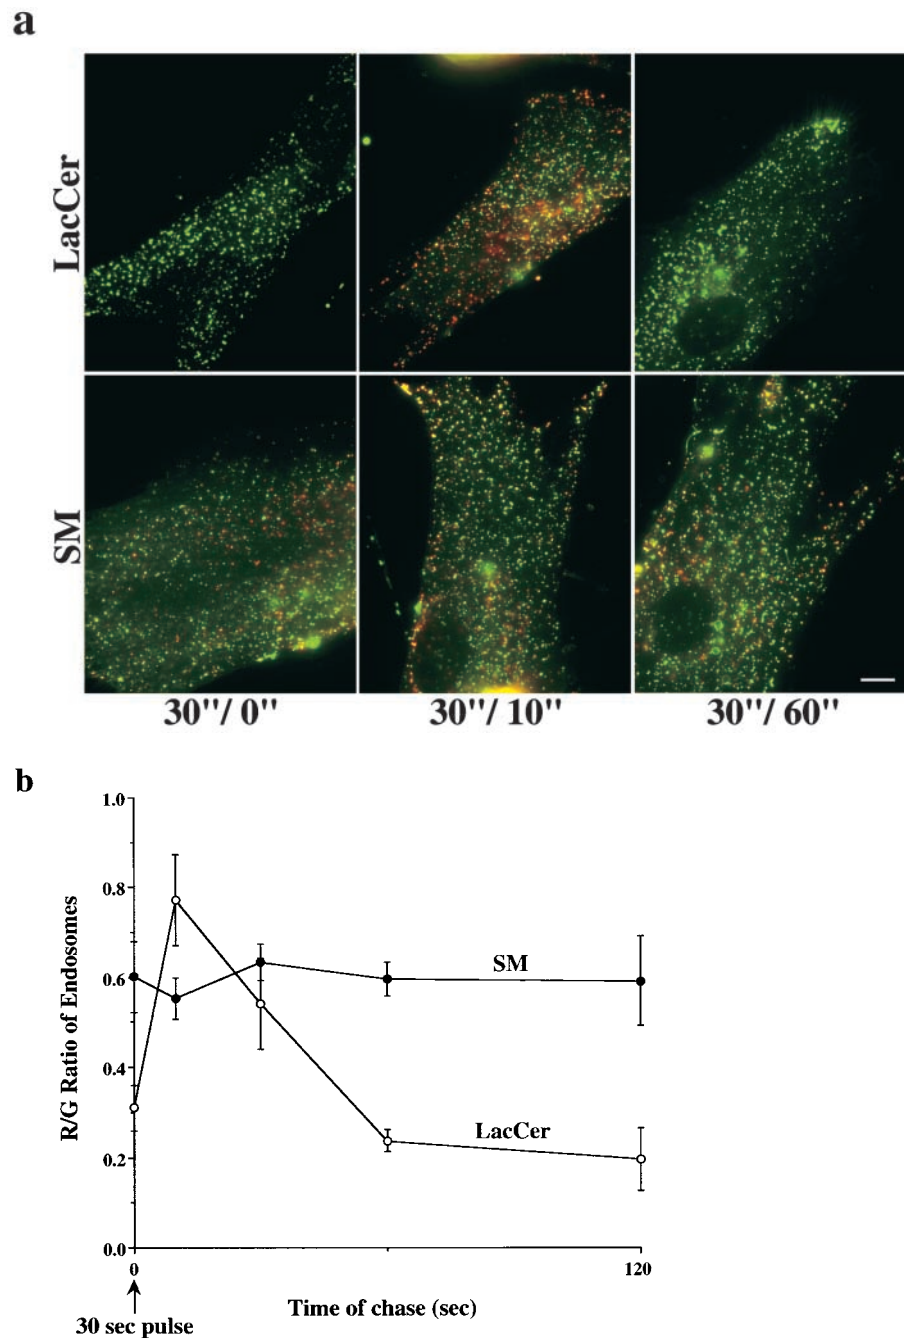 a
LacCer
SM
30"/ 0"
30"/ 10"
30"/ 60"
b
R/G Ratio of Endosomes
1.0
0.8
0.6
0.4
0.2
0.0
SM
LacCer
0
120
Time of chase (sec)
30 sec pulse